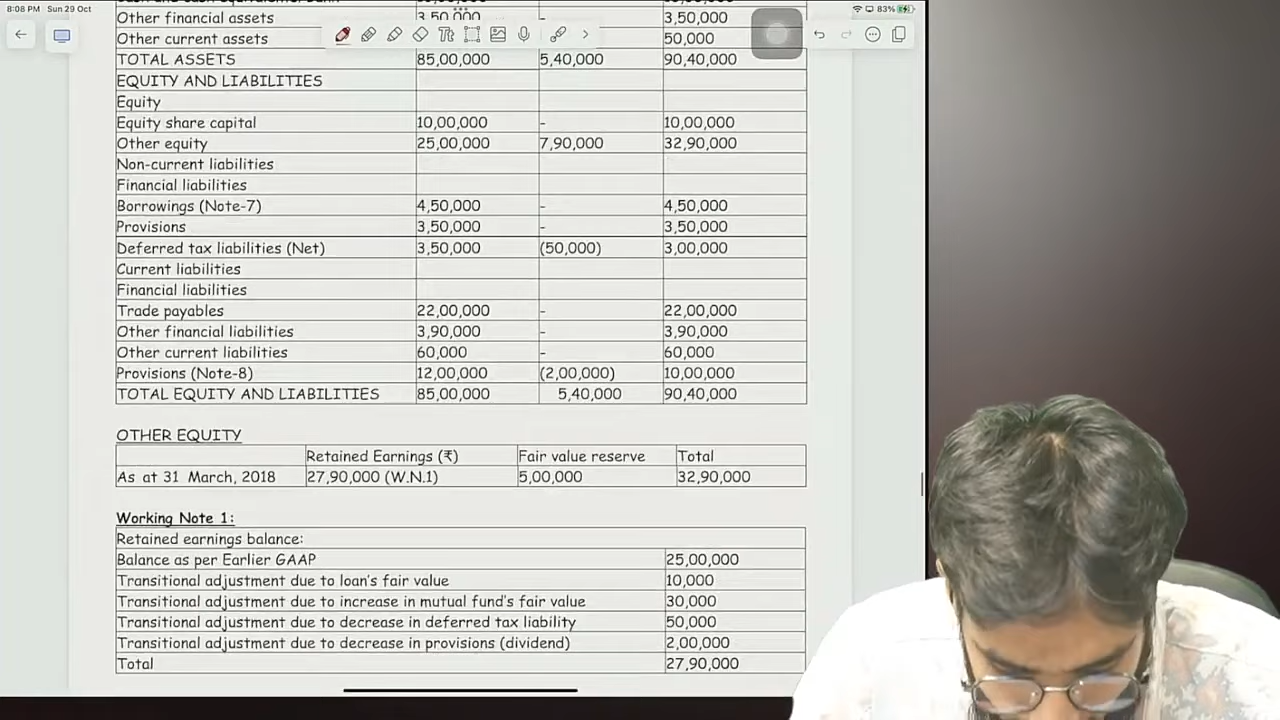 8:08 PM Sun 29 Oct
83%
Other financial assets 3,50,000 - 3,50,000
Other current assets 50,000
TOTAL ASSETS 85,00,000 5,40,000 90,40,000
EQUITY AND LIABILITIES
Equity
Equity share capital 10,00,000 - 10,00,000
Other equity 25,00,000 7,90,000 32,90,000
Non-current liabilities
Financial liabilities
Borrowings (Note-7) 4,50,000 - 4,50,000
Provisions 3,50,000 - 3,50,000
Deferred tax liabilities (Net) 3,50,000 (50,000) 3,00,000
Current liabilities
Financial liabilities
Trade payables 22,00,000 - 22,00,000
Other financial liabilities 3,90,000 - 3,90,000
Other current liabilities 60,000 - 60,000
Provisions (Note-8) 12,00,000 (2,00,000) 10,00,000
TOTAL EQUITY AND LIABILITIES 85,00,000 5,40,000 90,40,000
OTHER EQUITY
Retained Earnings (₹) Fair value reserve Total
As at 31 March, 2018 27,90,000 (W.N.1) 5,00,000 32,90,000
Working Note 1:
Retained earnings balance:
Balance as per Earlier GAAP 25,00,000
Transitional adjustment due to loan's fair value 10,000
Transitional adjustment due to increase in mutual fund's fair value 30,000
Transitional adjustment due to decrease in deferred tax liability 50,000
Transitional adjustment due to decrease in provisions (dividend) 2,00,000
Total 27,90,000